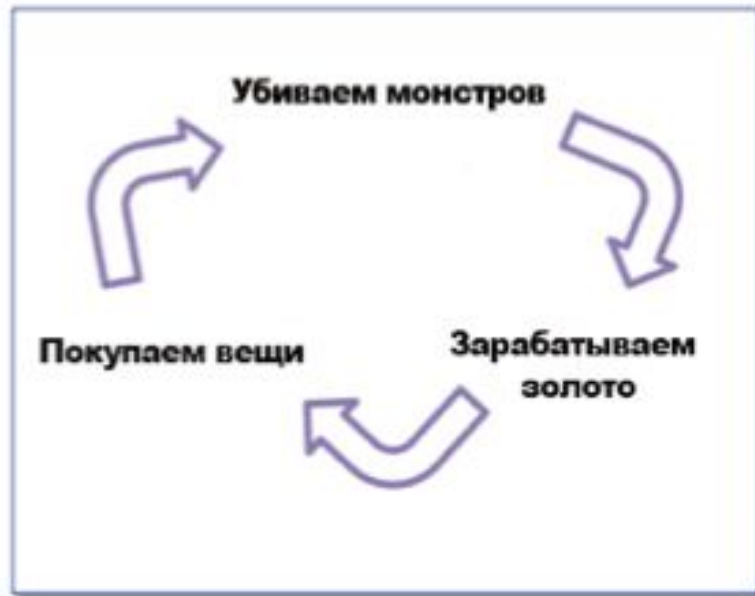 Убиваем монстров
Зарабатываем
золото
Покупаем вещи